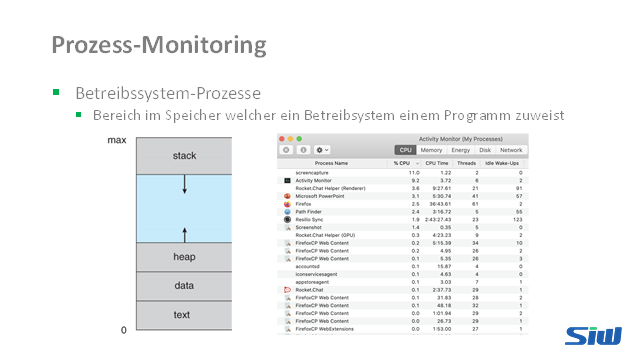 Prozess-Monitoring
Betreibssystem-Prozesse
Bereich im Speicher welcher ein Betreibsystem einem Programm zuweist
max
stack
heap
data
text
0
Activity Monitor (My Processes)
CPU Memory Energy Disk Network
Process Name % CPU CPU Time Threads Idle Wake-Ups
screencapture 11.0 1.22 2 0
Activity Monitor 9.2 3.72 6 2
Rocket.Chat Helper (Renderer) 3.6 9:27.61 21 91
Microsoft PowerPoint 3.1 5:30.74 41 57
Firefox 2.5 36:43.61 61 2
Path Finder 2.4 3:16.72 5 55
Resilio Sync 1.9 2:43:27.43 23 123
Screenshot 1.4 0.35 5 0
Rocket.Chat Helper (GPU) 0.3 4:23.23 9 2
FirefoxCP Web Content 0.2 5:15.39 34 10
FirefoxCP Web Content 0.2 4.95 26 2
FirefoxCP Web Content 0.1 5.35 26 3
accountsd 0.1 15.87 4 0
iconservicesagent 0.1 4.63 4 0
appstoreagent 0.1 3.03 7 1
Rocket.Chat 0.1 2:37.73 29 1
FirefoxCP Web Content 0.1 31.83 28 2
FirefoxCP Web Content 0.1 48.18 32 1
FirefoxCP Web Content 0.0 1:01.94 29 2
FirefoxCP Web Content 0.0 26.73 29 1
FirefoxCP WebExtensions 0.0 1:53.00 27 1
SIW